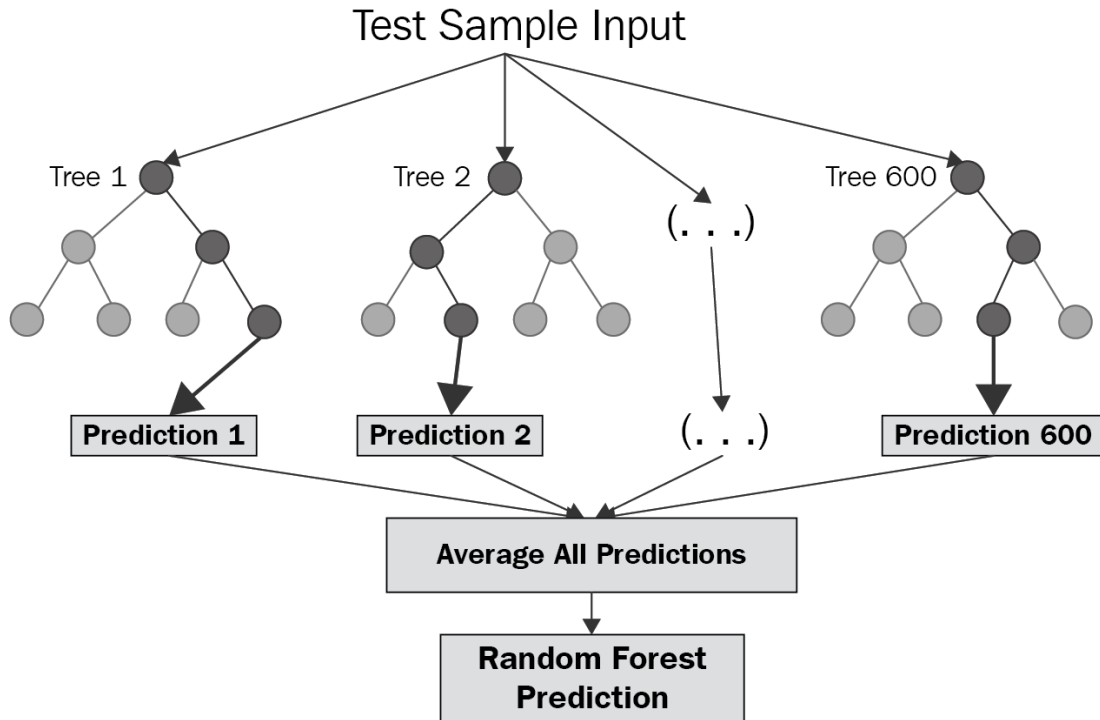 Test Sample Input
Tree 1
Tree 2
(. . .)
Tree 600
Prediction 1
Prediction 2
(. . .)
Prediction 600
Average All Predictions
Random Forest
Prediction